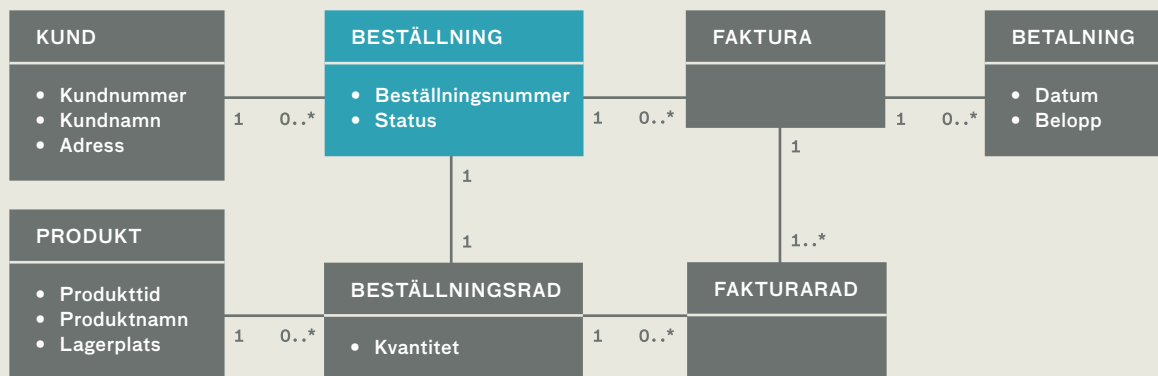 KUND
• Kundnummer
• Kundnamn
• Adress
1 0..*
BESTÄLLNING
• Beställningsnummer
• Status
1 0..*
FAKTURA
1 0..*
BETALNING
• Datum
• Belopp
1
1
1
1..*
PRODUKT
• Produkttid
• Produktnamn
• Lagerplats
1 0..*
BESTÄLLNINGSRAD
• Kvantitet
1 0..*
FAKTURARAD